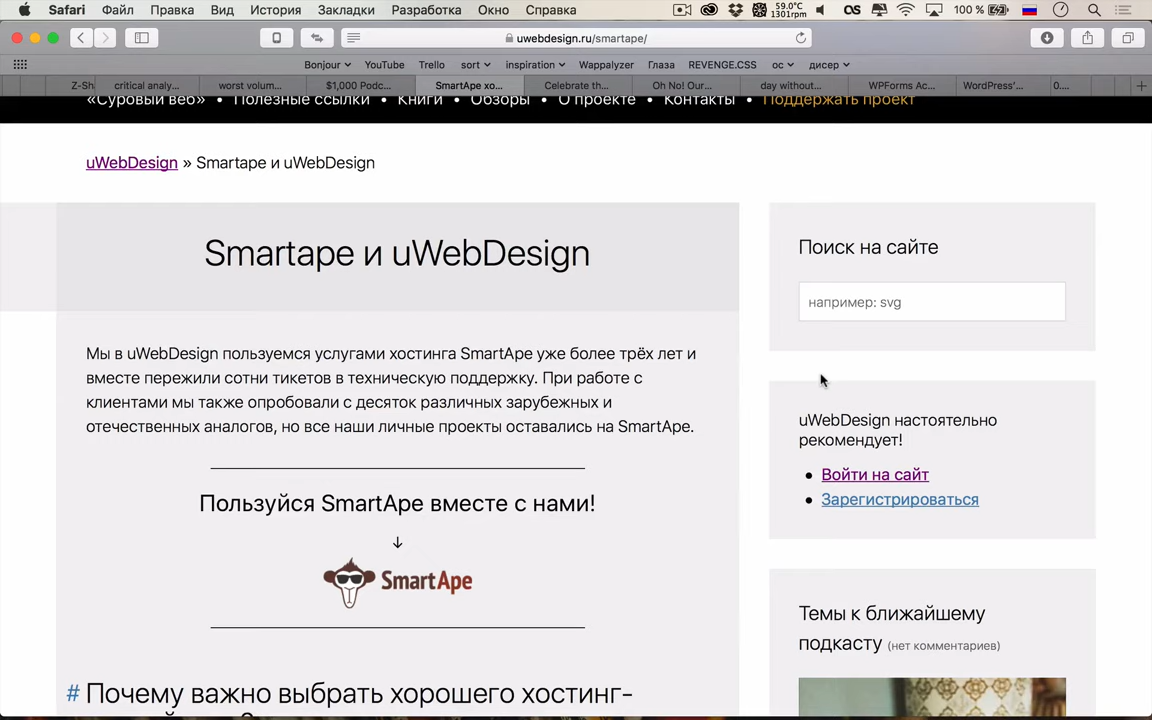 Safari Файл Правка Вид История Закладки Разработка Окно Справка 59.0°C 1301rpm 100 %
uwebdesign.ru/smartape/
Bonjour YouTube Trello sort inspiration Wappalyzer Глаза REVENGE.CSS ос дисер
Z-Sh critical analy... worst volum... $1,000 Podc... SmartApe хо... Celebrate th... Oh No! Our... day without... WPForms Ac... WordPress'... 0....
«Суровый веб» • Полезные ссылки • Книги • Обзоры • О проекте • Контакты • Поддержать проект
uWebDesign » Smartape и uWebDesign
Smartape и uWebDesign
Мы в uWebDesign пользуемся услугами хостинга SmartApe уже более трёх лет и
вместе пережили сотни тикетов в техническую поддержку. При работе с
клиентами мы также опробовали с десяток различных зарубежных и
отечественных аналогов, но все наши личные проекты оставались на SmartApe.
Пользуйся SmartApe вместе с нами!
↓
SmartApe
# Почему важно выбрать хорошего хостинг-
Поиск на сайте
например: svg
uWebDesign настоятельно
рекомендует!
• Войти на сайт
• Зарегистрироваться
Темы к ближайшему
подкасту (нет комментариев)